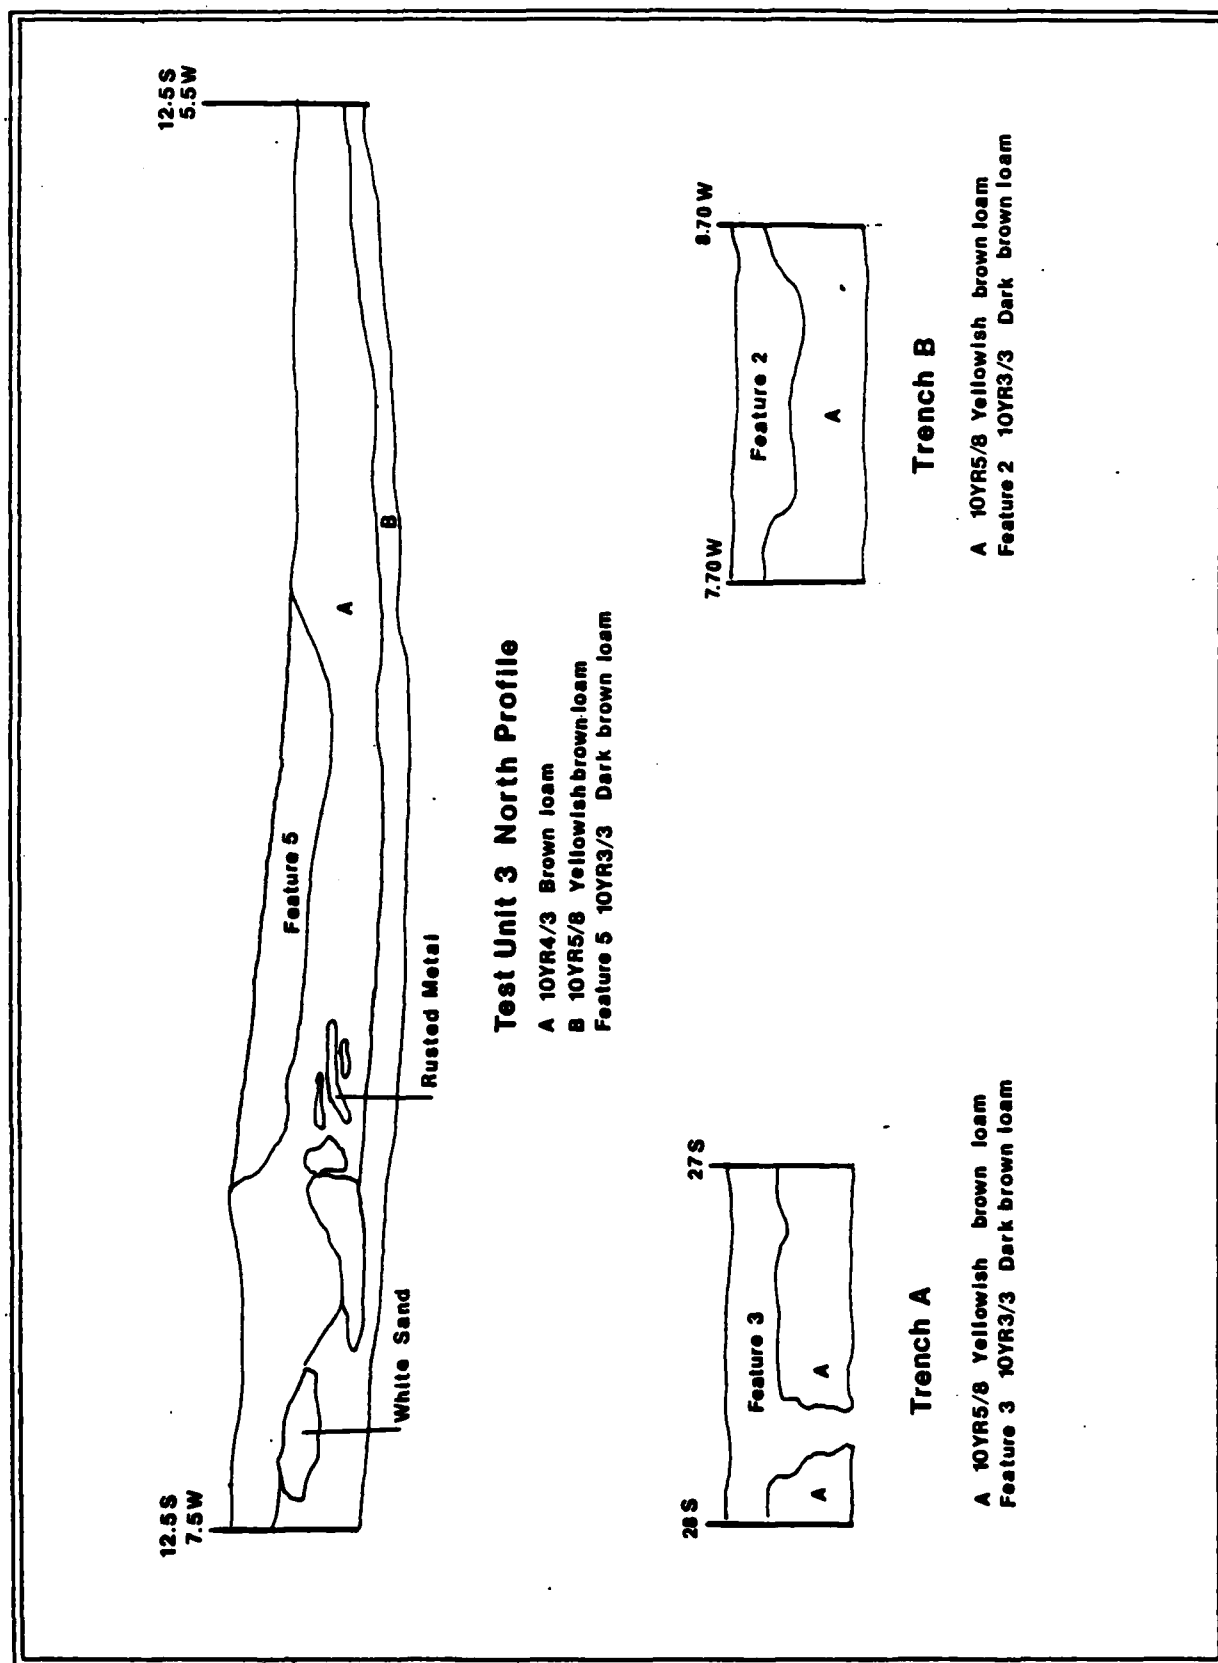 12.5S
7.5W
12.5S
5.5W
Feature 5
A
B
White Sand
Rusted Metal
Test Unit 3 North Profile
A 10YR4/3 Brown loam
B 10YR5/8 Yellowish brown loam
Feature 5 10YR3/3 Dark brown loam
28S
27S
Feature 3
A
A
Trench A
A 10YR5/8 Yellowish brown loam
Feature 3 10YR3/3 Dark brown loam
7.70W
8.70W
Feature 2
A
Trench B
A 10YR5/8 Yellowish brown loam
Feature 2 10YR3/3 Dark brown loam